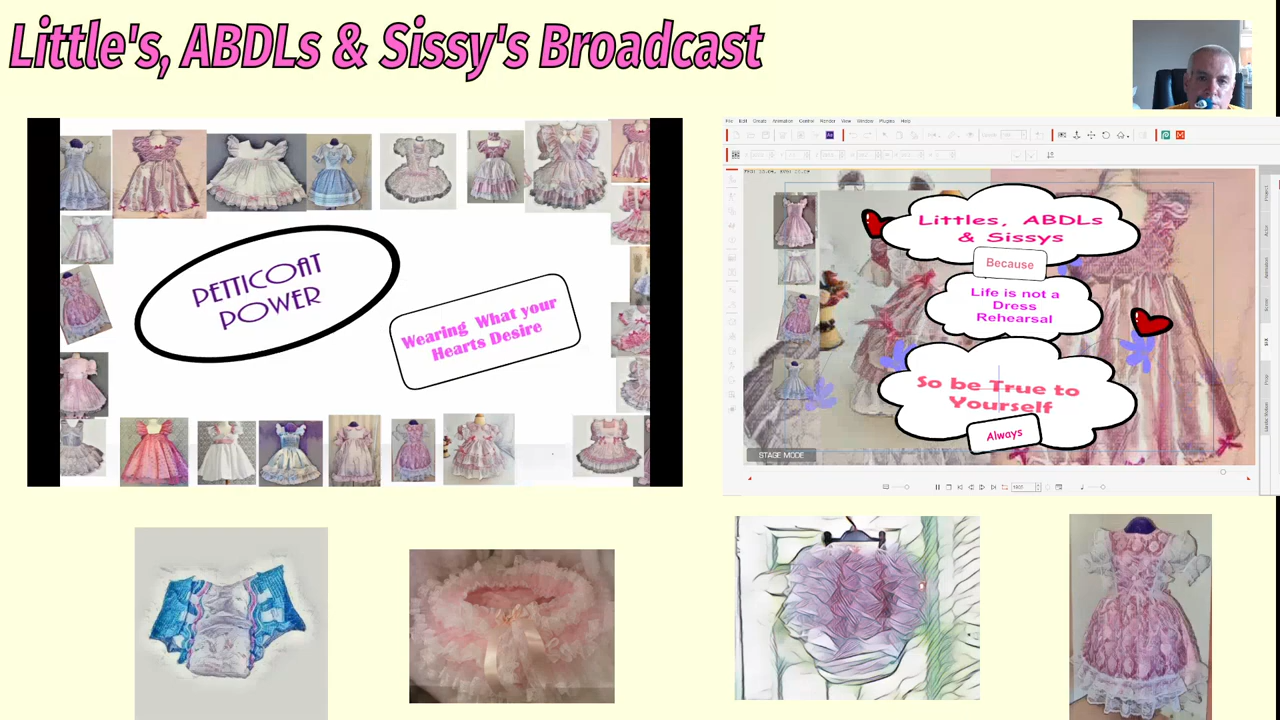 Little's, ABDLs & Sissy's Broadcast
PETTICOAT
POWER
Wearing What your
Hearts Desire
Littles, ABDLs
& Sissys
Because
Life is not a
Dress
Rehearsal
So be True to
Yourself
Always
STAGE MODE